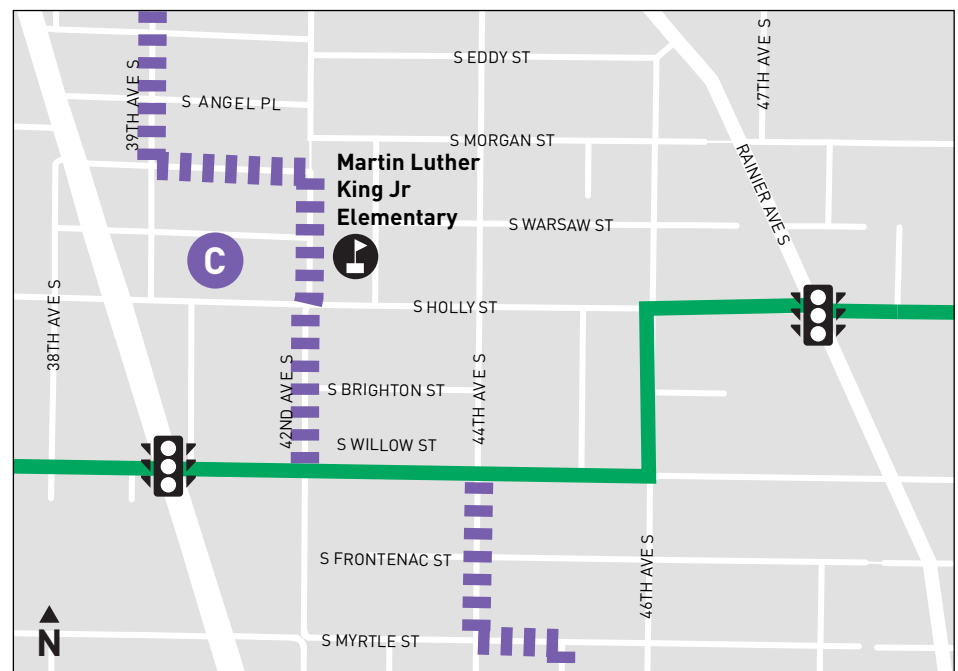 S EDDY ST
47TH AVE S
39TH AVE S
S ANGEL PL
S MORGAN ST
Martin Luther
King Jr
Elementary
RAINIER AVE S
S WARSAW ST
C
38TH AVE S
S HOLLY ST
42ND AVE S
S BRIGHTON ST
44TH AVE S
S WILLOW ST
S FRONTENAC ST
46TH AVE S
N
S MYRTLE ST